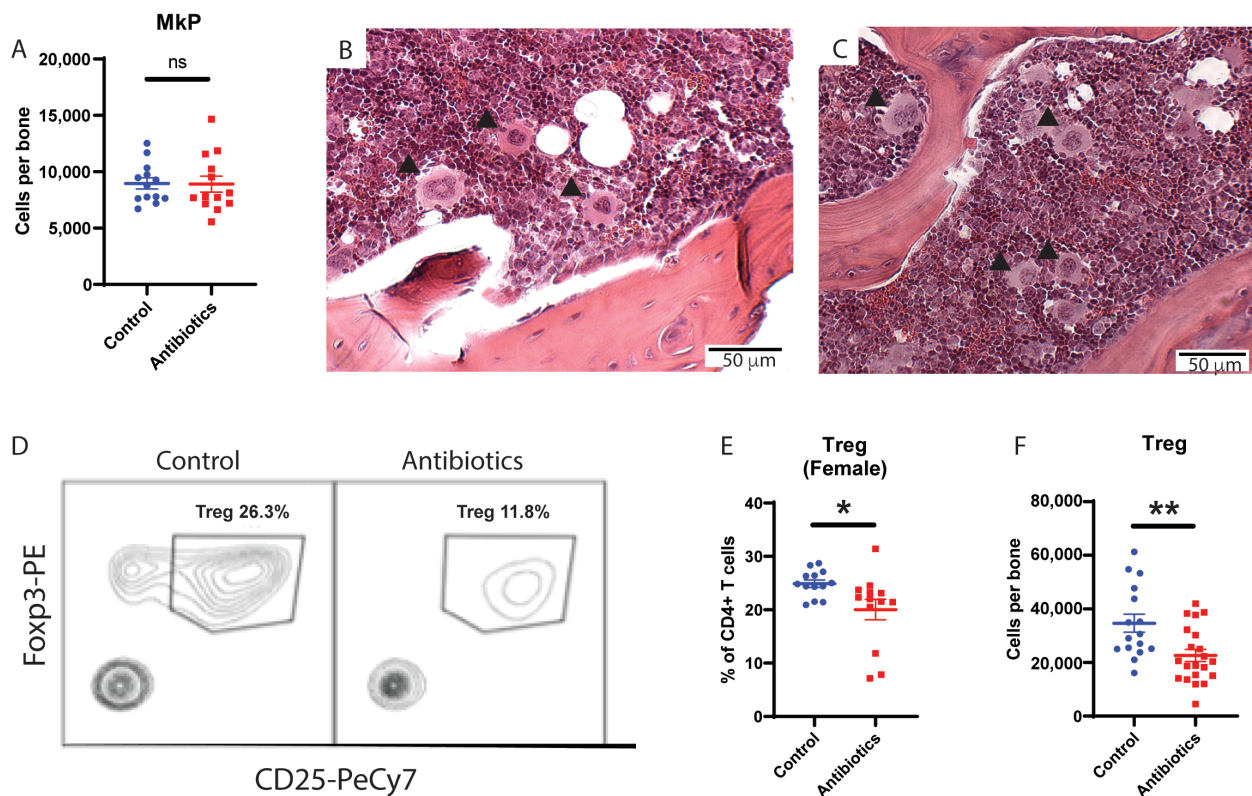 A
MkP
20,000
15,000
10,000
5,000
0
Cells per bone
ns
Control
Antibiotics
B
50 μm
C
50 μm
D
Control
Antibiotics
Treg 26.3%
Treg 11.8%
Foxp3-PE
CD25-PeCy7
E
Treg
(Female)
*
40
30
20
10
0
% of CD4+ T cells
Control
Antibiotics
F
Treg
**
80,000
60,000
40,000
20,000
0
Cells per bone
Control
Antibiotics